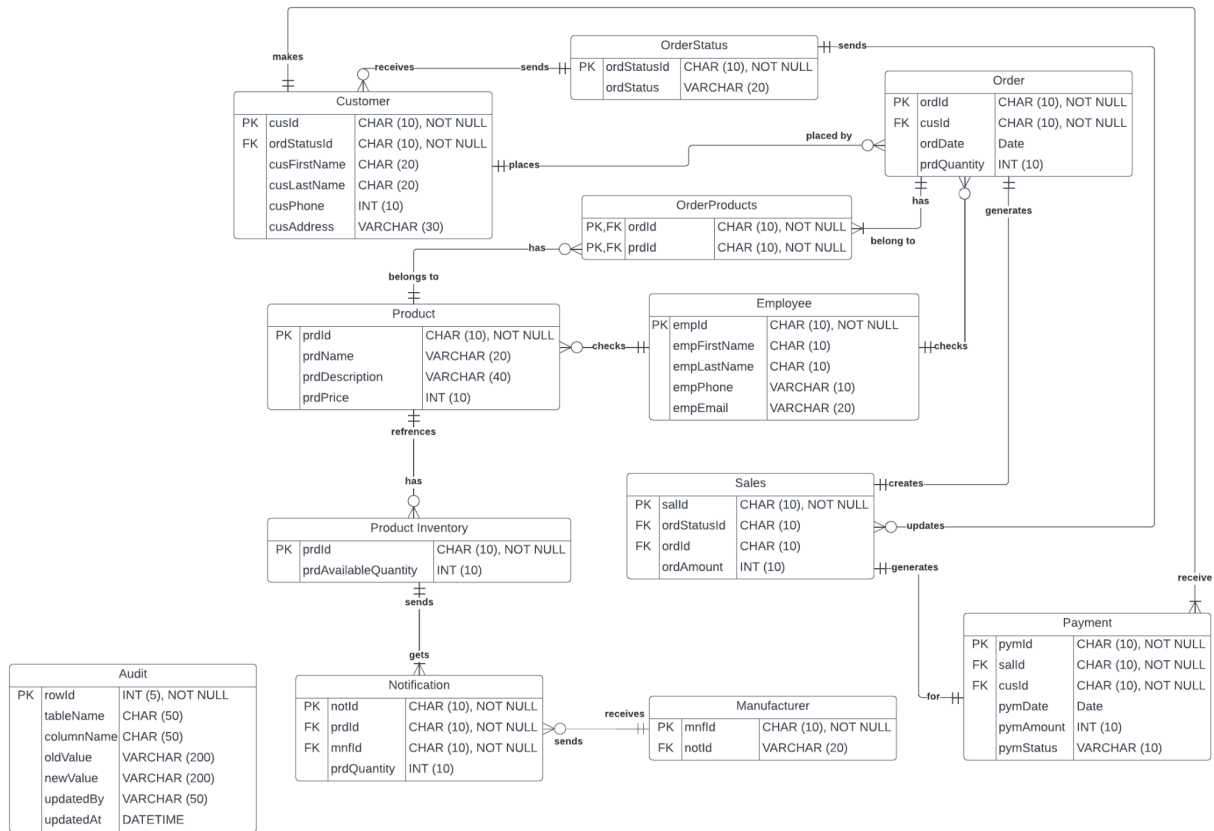 makes
OrderStatus
PK ordStatusId CHAR (10), NOT NULL
ordStatus VARCHAR (20)
sends
receives
sends
Customer
PK cusId CHAR (10), NOT NULL
FK ordStatusId CHAR (10), NOT NULL
cusFirstName CHAR (20)
cusLastName CHAR (20)
cusPhone INT (10)
cusAddress VARCHAR (30)
Order
PK ordId CHAR (10), NOT NULL
FK cusId CHAR (10), NOT NULL
ordDate Date
prdQuantity INT (10)
placed by
places
has
generates
OrderProducts
PK,FK ordId CHAR (10), NOT NULL
PK,FK prdId CHAR (10), NOT NULL
belong to
has
belongs to
Product
PK prdId CHAR (10), NOT NULL
prdName VARCHAR (20)
prdDescription VARCHAR (40)
prdPrice INT (10)
checks
Employee
PK empId CHAR (10), NOT NULL
empFirstName CHAR (10)
empLastName CHAR (10)
empPhone VARCHAR (10)
empEmail VARCHAR (20)
checks
refrences
has
Product Inventory
PK prdId CHAR (10), NOT NULL
prdAvailableQuantity INT (10)
Sales
PK salId CHAR (10), NOT NULL
FK ordStatusId CHAR (10)
FK ordId CHAR (10)
ordAmount INT (10)
creates
updates
generates
receive
sends
gets
for
Payment
PK pymId CHAR (10), NOT NULL
FK salId CHAR (10), NOT NULL
FK cusId CHAR (10), NOT NULL
pymDate Date
pymAmount INT (10)
pymStatus VARCHAR (10)
Audit
PK rowId INT (5), NOT NULL
tableName CHAR (50)
columnName CHAR (50)
oldValue VARCHAR (200)
newValue VARCHAR (200)
updatedBy VARCHAR (50)
updatedAt DATETIME
Notification
PK notId CHAR (10), NOT NULL
FK prdId CHAR (10), NOT NULL
FK mnfId CHAR (10), NOT NULL
prdQuantity INT (10)
receives
sends
Manufacturer
PK mnfId CHAR (10), NOT NULL
FK notId VARCHAR (20)